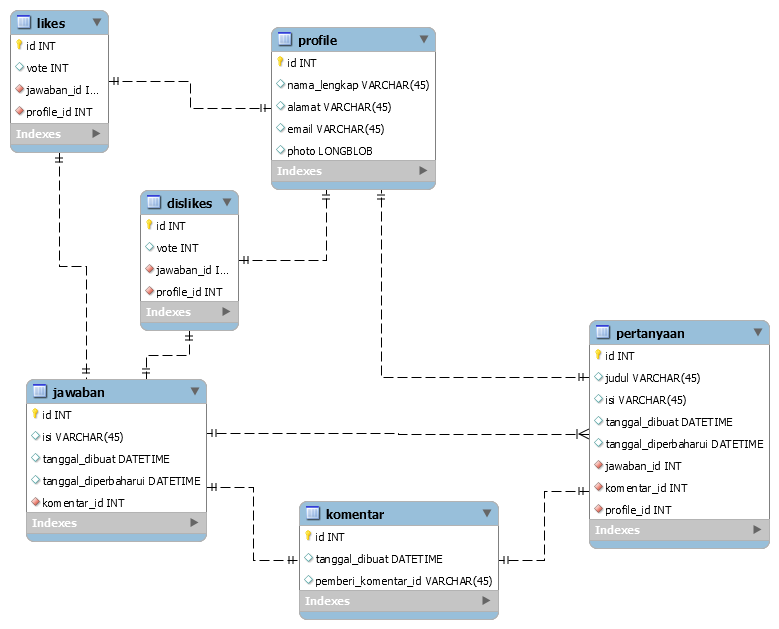 likes
id INT
vote INT
jawaban_id I...
profile_id INT
Indexes
profile
id INT
nama_lengkap VARCHAR(45)
alamat VARCHAR(45)
email VARCHAR(45)
photo LONGBLOB
Indexes
dislikes
id INT
vote INT
jawaban_id I...
profile_id INT
Indexes
pertanyaan
id INT
judul VARCHAR(45)
isi VARCHAR(45)
tanggal_dibuat DATETIME
tanggal_diperbaharui DATETIME
jawaban_id INT
komentar_id INT
profile_id INT
Indexes
jawaban
id INT
isi VARCHAR(45)
tanggal_dibuat DATETIME
tanggal_diperbaharui DATETIME
komentar_id INT
Indexes
komentar
id INT
tanggal_dibuat DATETIME
pemberi_komentar_id VARCHAR(45)
Indexes